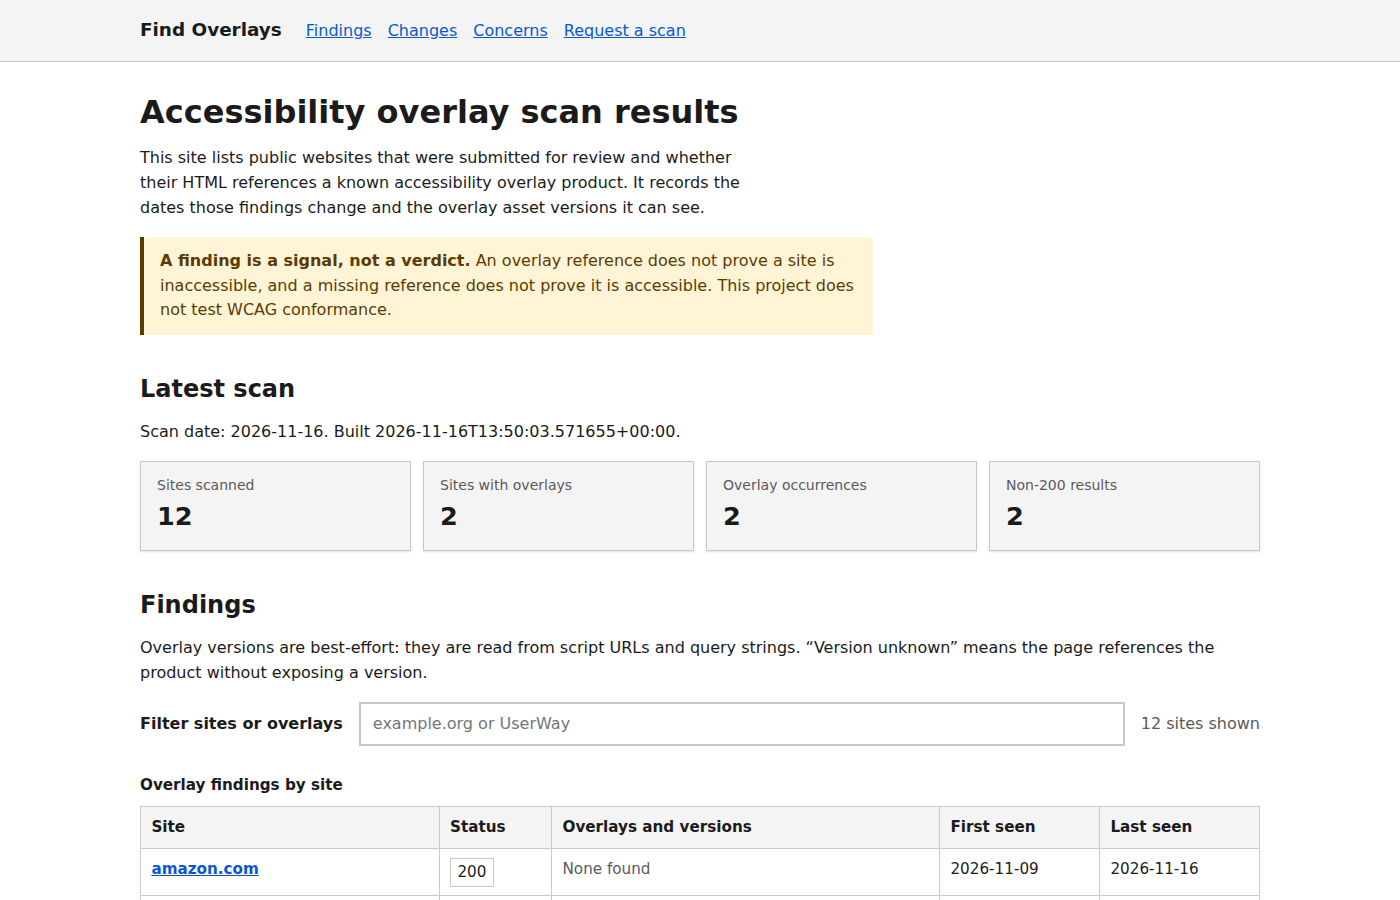 Find Overlays Findings Changes Concerns Request a scan
Accessibility overlay scan results
This site lists public websites that were submitted for review and whether
their HTML references a known accessibility overlay product. It records the
dates those findings change and the overlay asset versions it can see.
A finding is a signal, not a verdict. An overlay reference does not prove a site is
inaccessible, and a missing reference does not prove it is accessible. This project does
not test WCAG conformance.
Latest scan
Scan date: 2026-11-16. Built 2026-11-16T13:50:03.571655+00:00.
Sites scanned
12
Sites with overlays
2
Overlay occurrences
2
Non-200 results
2
Findings
Overlay versions are best-effort: they are read from script URLs and query strings. “Version unknown” means the page references the
product without exposing a version.
Filter sites or overlays example.org or UserWay 12 sites shown
Overlay findings by site
Site Status Overlays and versions First seen Last seen
amazon.com 200 None found 2026-11-09 2026-11-16